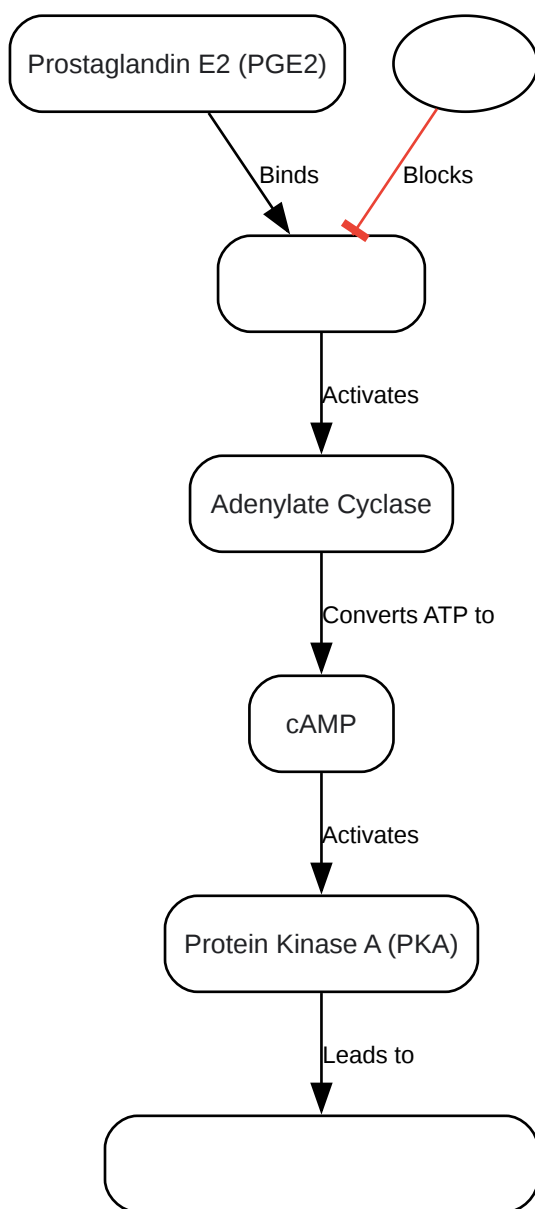 Prostaglandin E2 (PGE2)
Binds
Blocks
Activates
Adenylate Cyclase
Converts ATP to
cAMP
Activates
Protein Kinase A (PKA)
Leads to